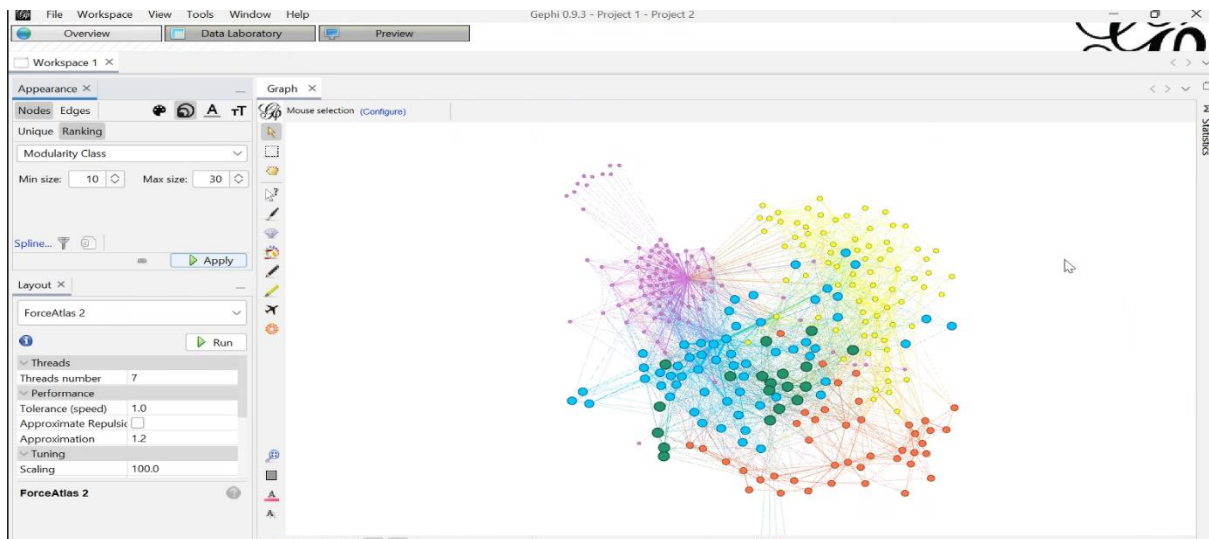 File Workspace View Tools Window Help Gephi 0.9.3 - Project 1 - Project 2
Overview Data Laboratory Preview
Workspace 1
Appearance
Graph
Nodes Edges
Mouse selection (Configure)
Unique Ranking
Modularity Class
Min size: 10 Max size: 30
Spline...
Apply
Layout
ForceAtlas 2
Run
Threads
Threads number 7
Performance
Tolerance (speed) 1.0
Approximate Repulsic
Approximation 1.2
Tuning
Scaling 100.0
ForceAtlas 2
Statistics